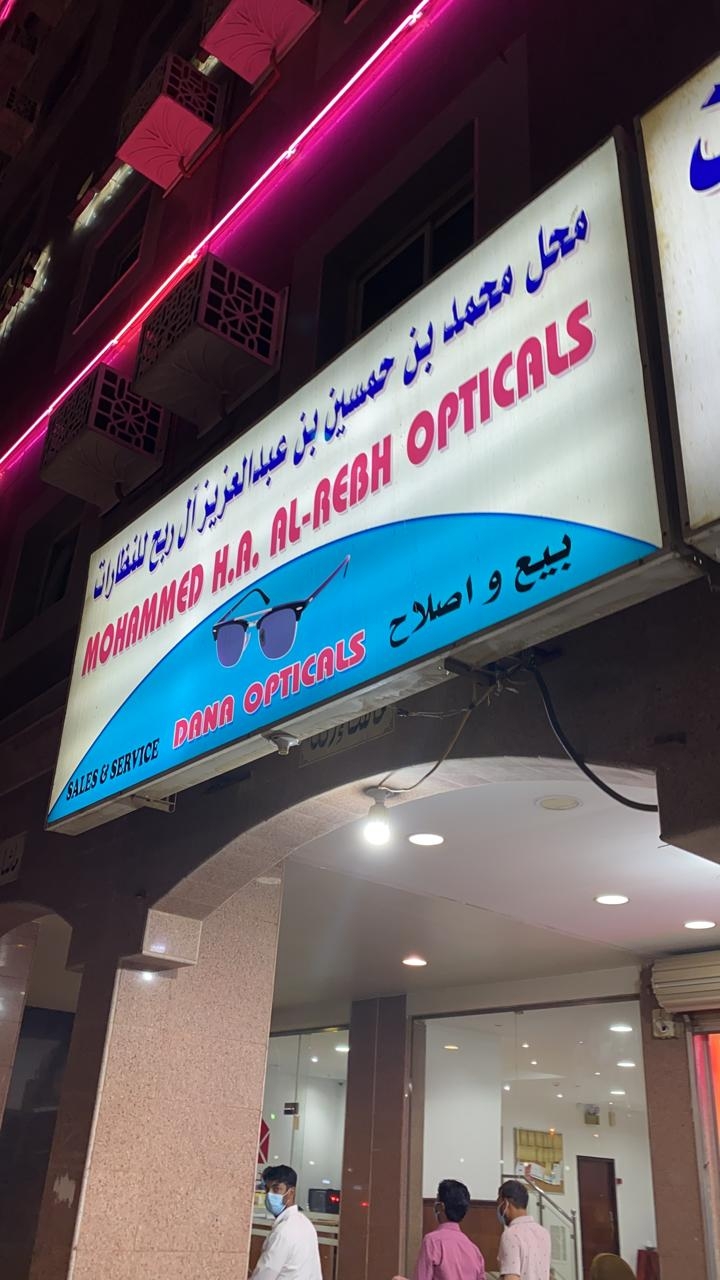 محل محمد بن حسين بن عبدالعزيز آل ربح للنظارات
MOHAMMED H.A. AL-REBH OPTICALS
بيع و اصلاح
DANA OPTICALS
SALES & SERVICE